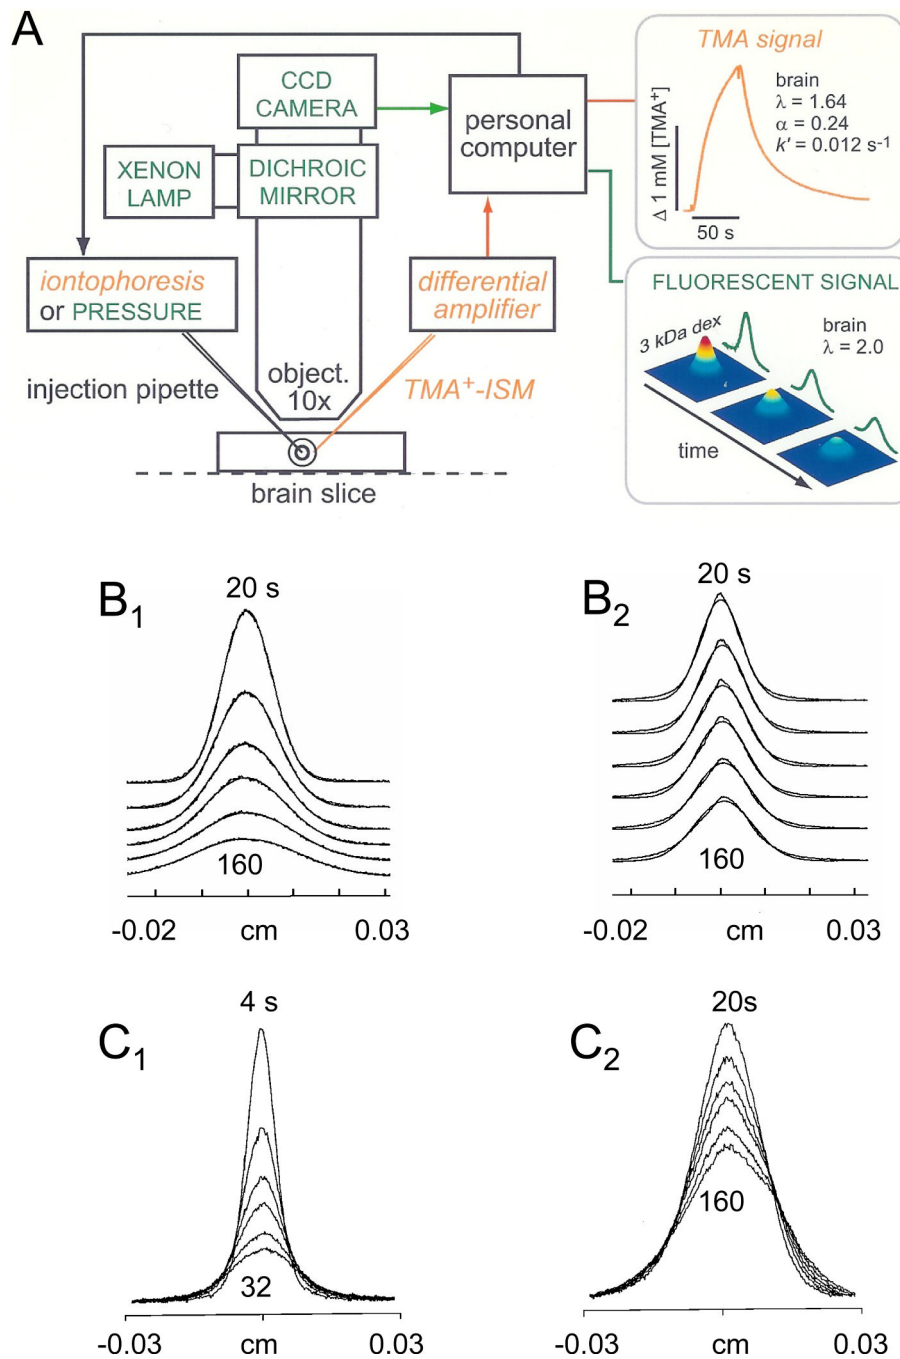 A
CCD
CAMERA
XENON
LAMP
DICHROIC
MIRROR
personal
computer
iontophoresis
or PRESSURE
differential
amplifier
injection pipette
object.
10x
TMA⁺-ISM
brain slice
TMA signal
Δ 1 mM [TMA⁺]
brain
λ = 1.64
α = 0.24
k′ = 0.012 s⁻¹
50 s
FLUORESCENT SIGNAL
3 kDa dex
brain
λ = 2.0
time
B₁
20 s
160
-0.02 cm 0.03
B₂
20 s
160
-0.02 cm 0.03
C₁
4 s
32
-0.03 cm 0.03
C₂
20s
160
-0.03 cm 0.03